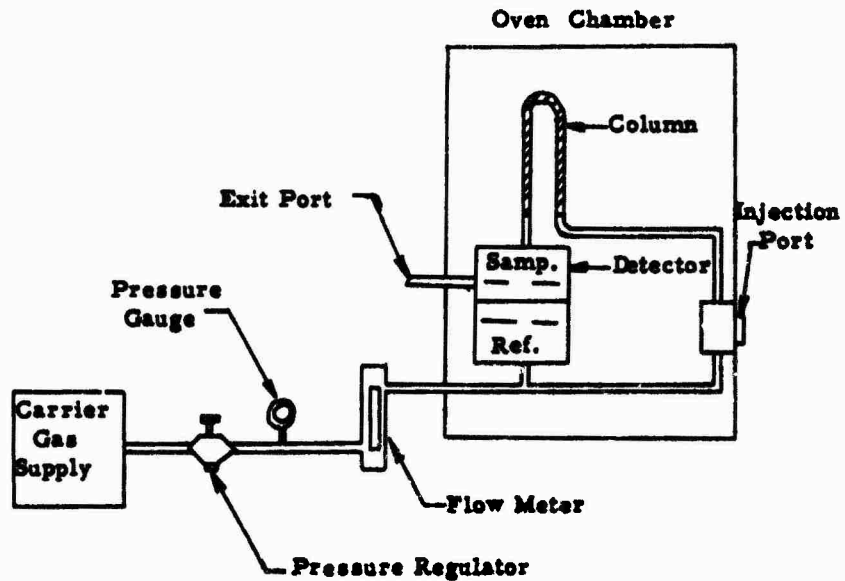 Oven Chamber
Column
Exit Port
Injection
Port
Samp.
Detector
Pressure
Gauge
Ref.
Carrier
Gas
Supply
Flow Meter
Pressure Regulator